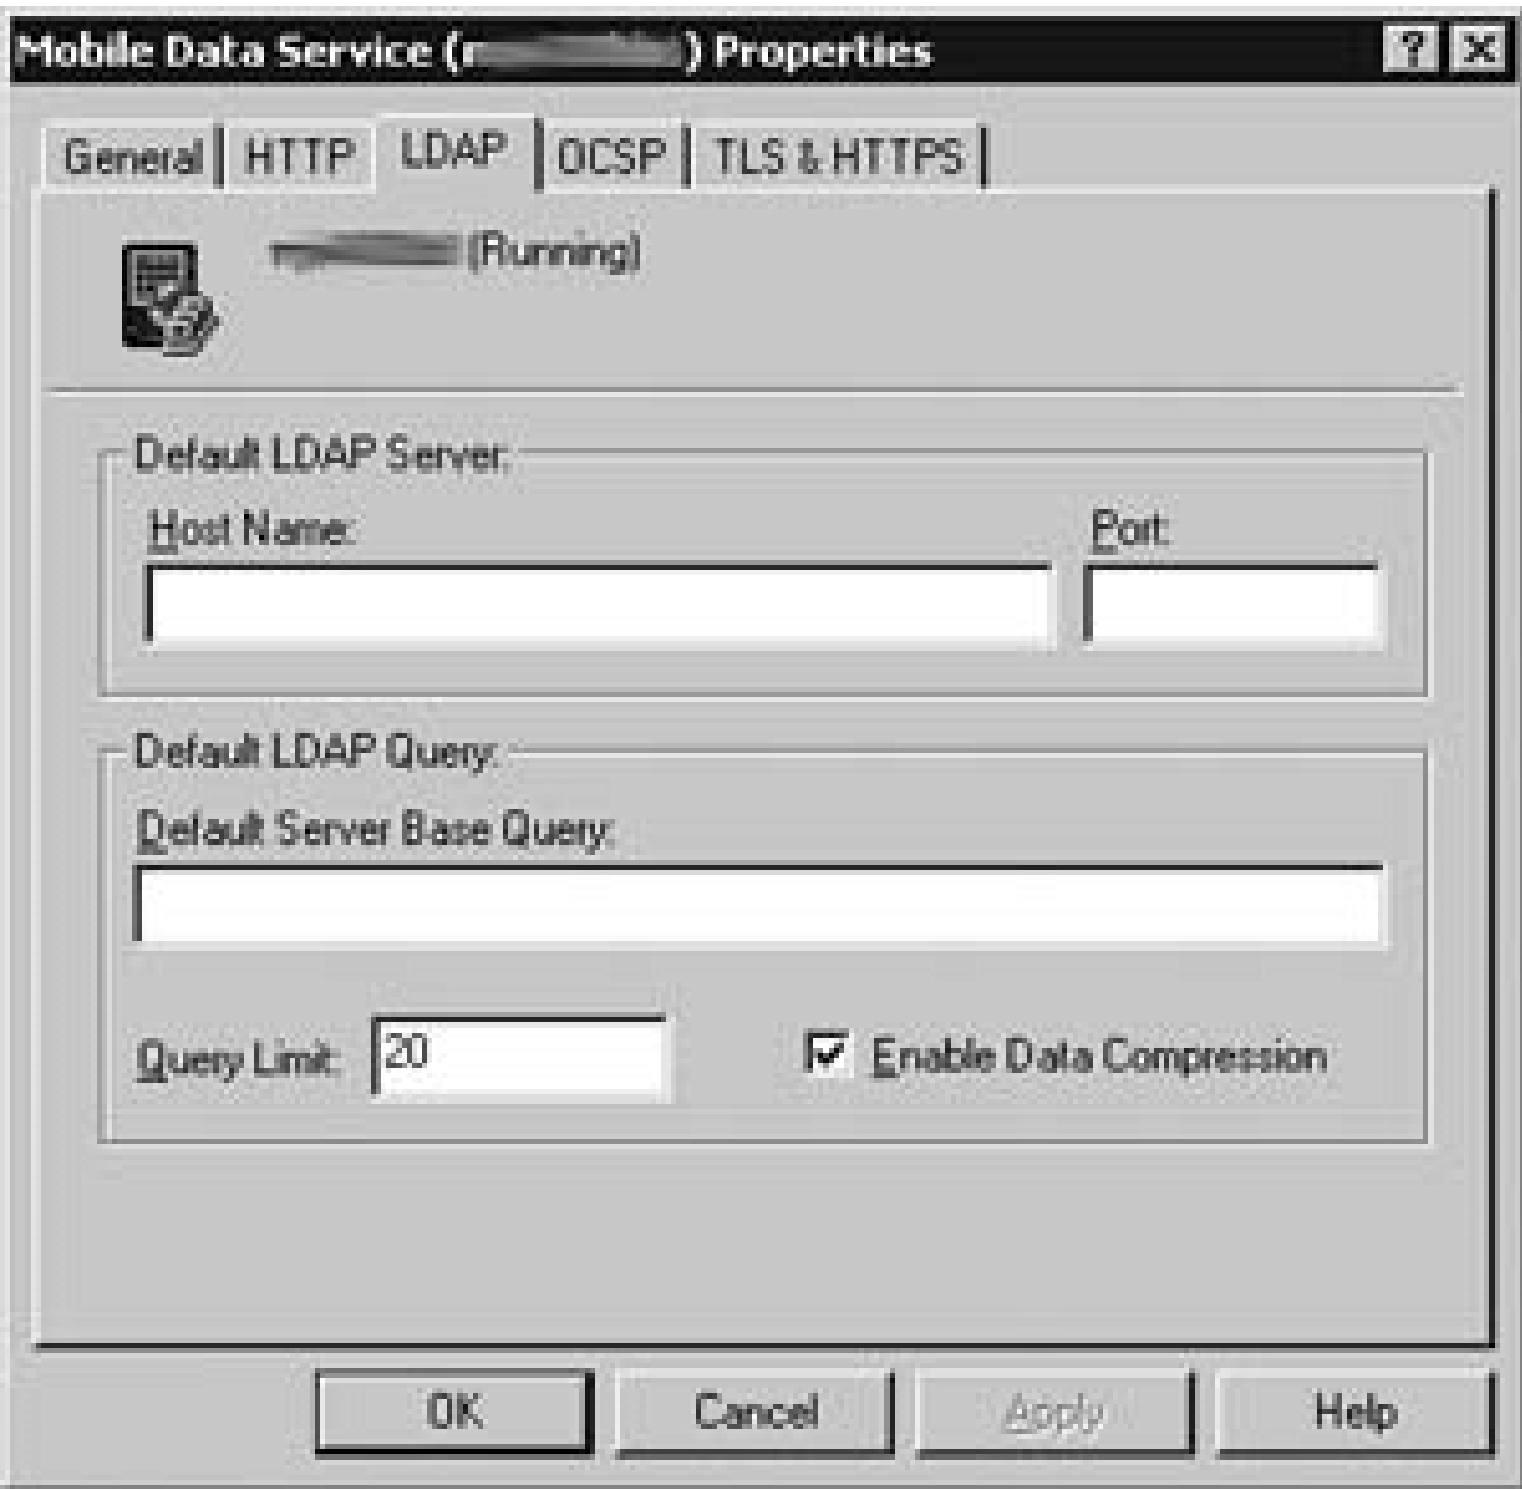 Mobile Data Service ( ) Properties
General HTTP LDAP OCSP TLS & HTTPS
(Running)
Default LDAP Server:
Host Name: Port:
Default LDAP Query:
Default Server Base Query:
Query Limit: 20 Enable Data Compression
OK Cancel Apply Help